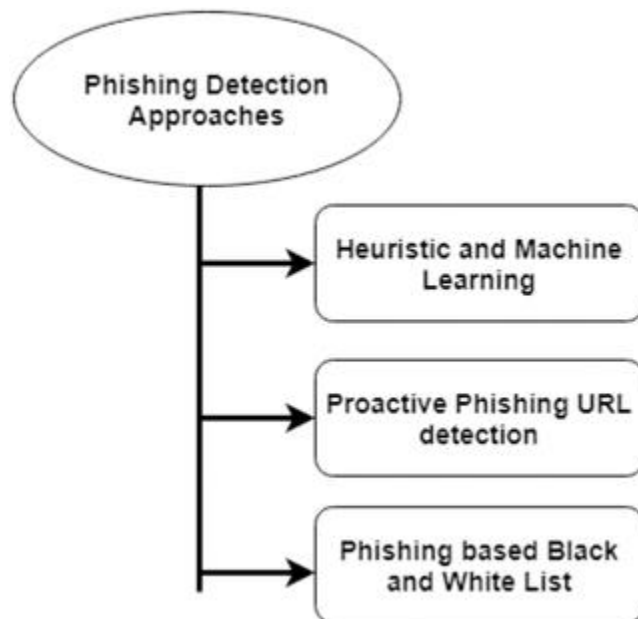 Phishing Detection
Approaches
Heuristic and Machine
Learning
Proactive Phishing URL
detection
Phishing based Black
and White List